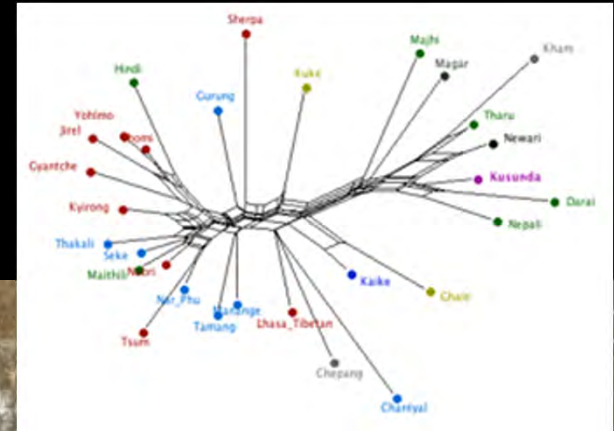 Sherpa
Majhi
Kham
Magar
Hindi
Kuke
Gurung
Yohlmo
Jirel
Tharu
Newari
Gyantche
Kusunda
Darai
Kyirong
Nepali
Thakali
Seke
Maithili
Kaike
Nar_Phu
Manange
Tamang
Lhasa_Tibetan
Tsum
Chepang
Chantyal